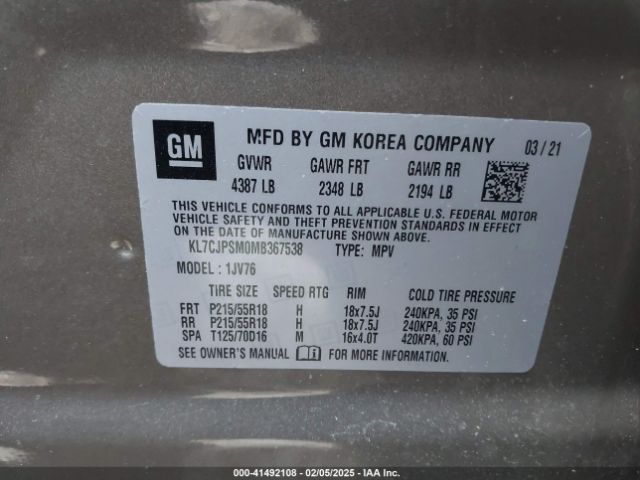 GM MFD BY GM KOREA COMPANY 03 / 21
GVWR GAWR FRT GAWR RR
4387 LB 2348 LB 2194 LB
THIS VEHICLE CONFORMS TO ALL APPLICABLE U.S. FEDERAL MOTOR
VEHICLE SAFETY AND THEFT PREVENTION STANDARDS IN EFFECT
ON THE DATE OF MANUFACTURE SHOWN ABOVE.
KL7CJPSM0MB367538 TYPE: MPV
MODEL: 1JV76
TIRE SIZE SPEED RTG RIM COLD TIRE PRESSURE
FRT P215/55R18 H 18x7.5J 240KPA, 35 PSI
RR P215/55R18 H 18x7.5J 240KPA, 35 PSI
SPA T125/70D16 M 16x4.0T 420KPA, 60 PSI
SEE OWNER'S MANUAL i FOR MORE INFORMATION.
000-41492108 - 02/05/2025 - IAA Inc.